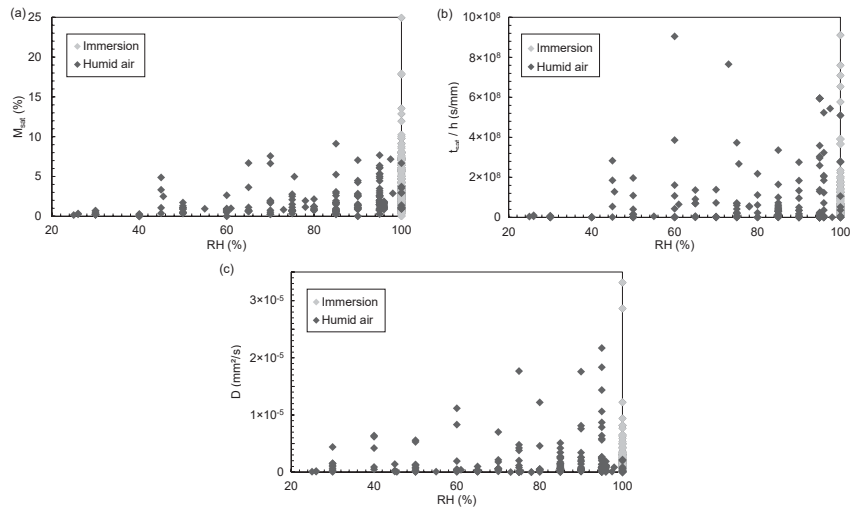 (a)
25
20
15
10
5
0
M_sat (%)
20 40 60 80 100
RH (%)
Immersion
Humid air
(b)
10×10⁸
8×10⁸
6×10⁸
4×10⁸
2×10⁸
0
t_sat / h (s/mm)
20 40 60 80 100
RH (%)
Immersion
Humid air
(c)
3×10⁻⁵
2×10⁻⁵
1×10⁻⁵
0
D (mm²/s)
20 40 60 80 100
RH (%)
Immersion
Humid air